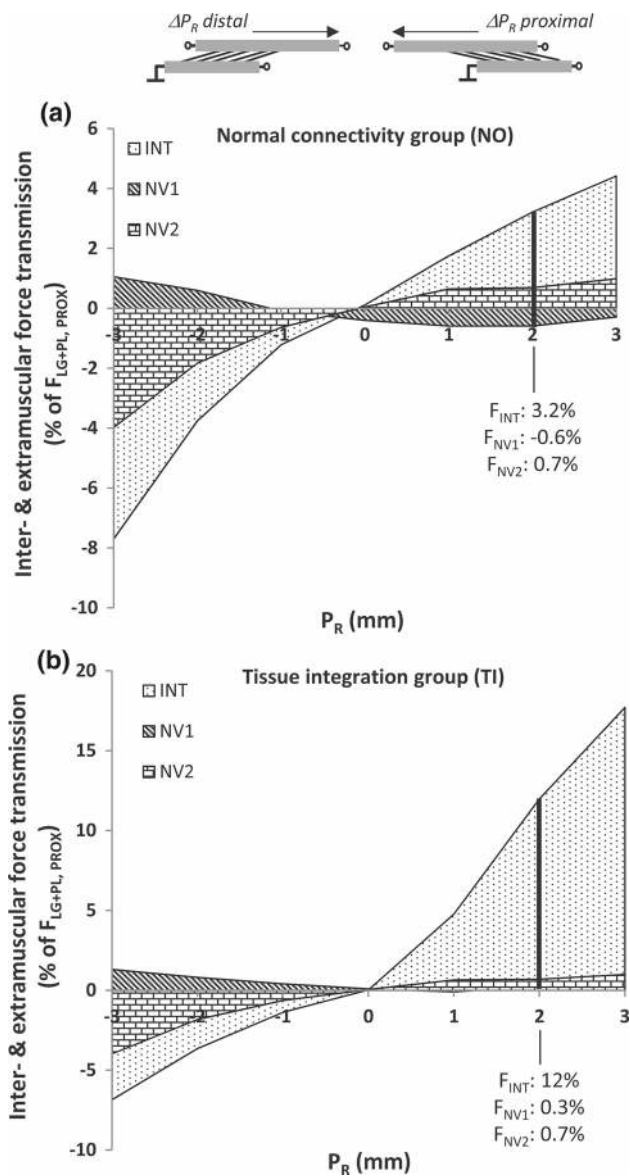 ΔP_R distal
ΔP_R proximal
(a)
Normal connectivity group (NO)
INT
NV1
NV2
Inter- & extramuscular force transmission
(% of F_LG+PL, PROX)
6
4
2
0
-2
-4
-6
-8
-10
-3 -2 -1 0 1 2 3
F_INT: 3.2%
F_NV1: -0.6%
F_NV2: 0.7%
P_R (mm)
(b)
Tissue integration group (TI)
INT
NV1
NV2
Inter- & extramuscular force transmission
(% of F_LG+PL, PROX)
20
15
10
5
0
-5
-10
-3 -2 -1 0 1 2 3
F_INT: 12%
F_NV1: 0.3%
F_NV2: 0.7%
P_R (mm)